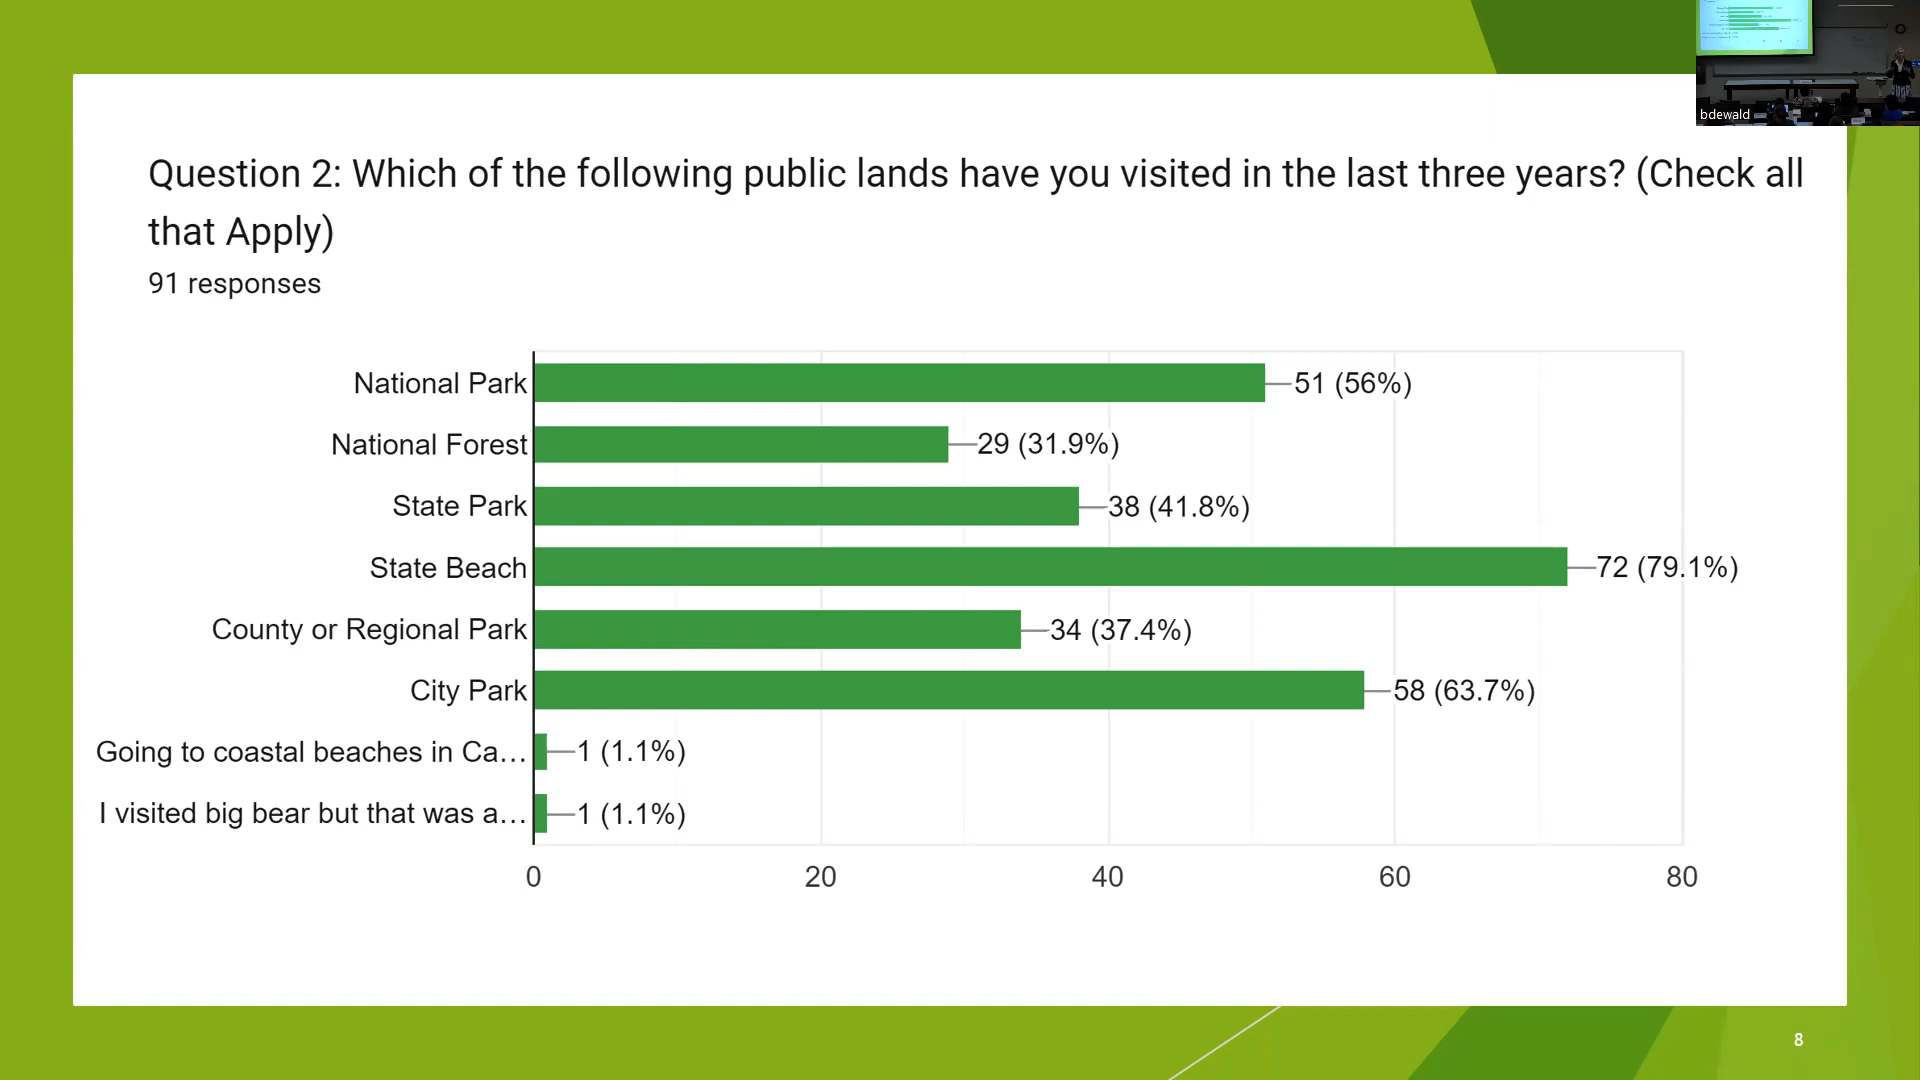 bdewald
Question 2: Which of the following public lands have you visited in the last three years? (Check all
that Apply)
91 responses
National Park 51 (56%)
National Forest 29 (31.9%)
State Park 38 (41.8%)
State Beach 72 (79.1%)
County or Regional Park 34 (37.4%)
City Park 58 (63.7%)
Going to coastal beaches in Ca… 1 (1.1%)
I visited big bear but that was a… 1 (1.1%)
0 20 40 60 80
8